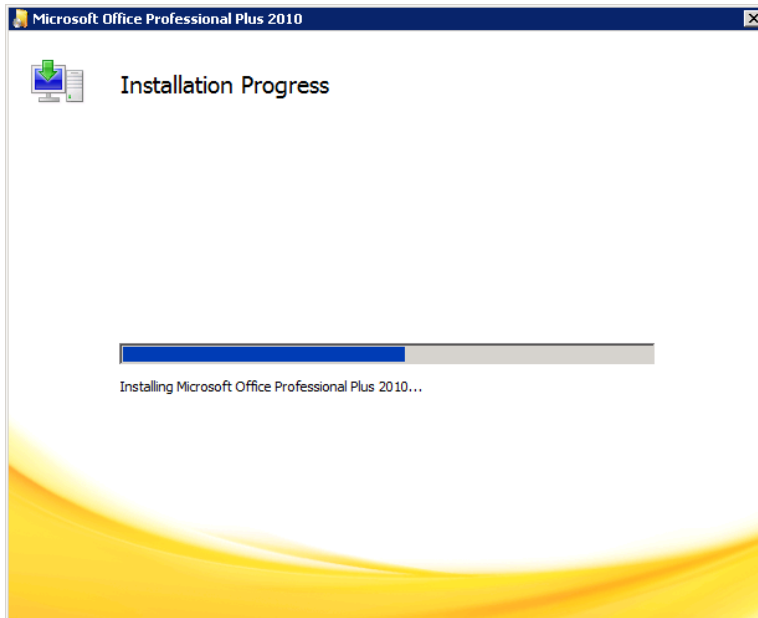 Microsoft Office Professional Plus 2010
Installation Progress
Installing Microsoft Office Professional Plus 2010...